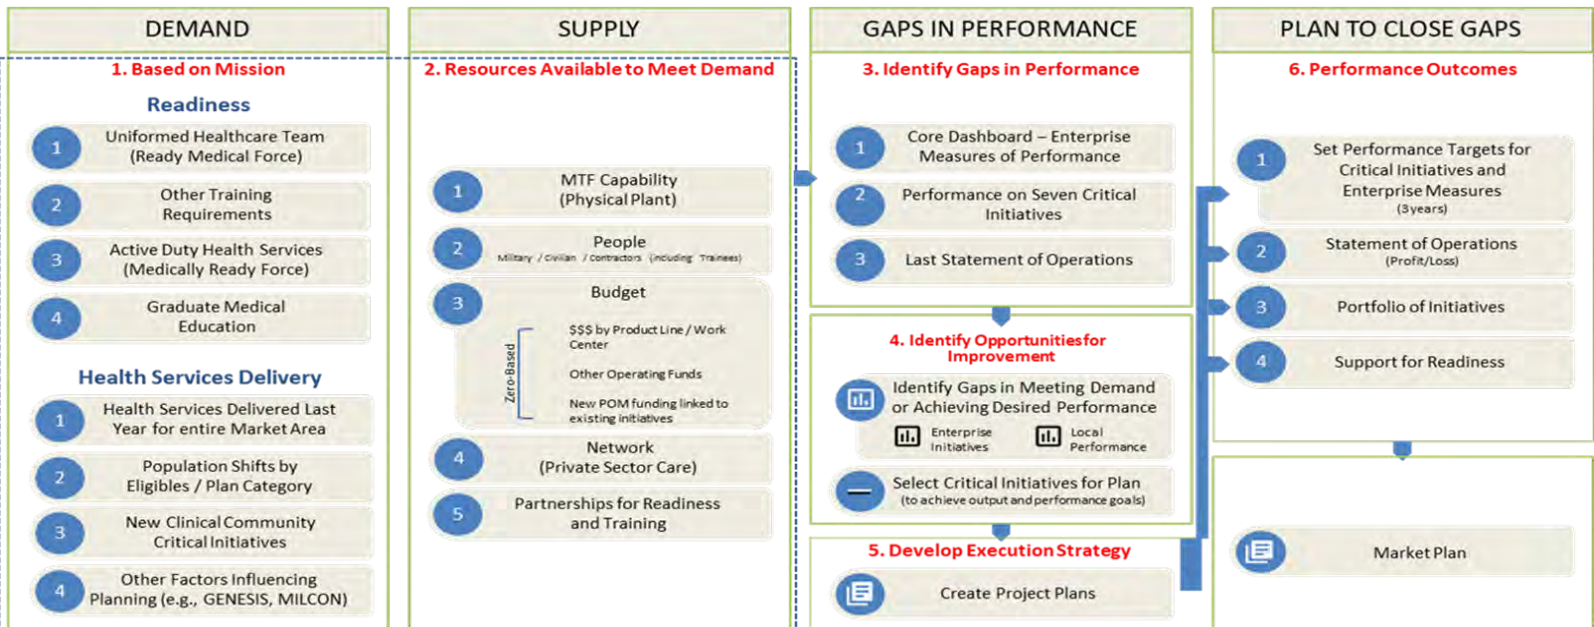 DEMAND
1. Based on Mission
Readiness
1
Uniformed Healthcare Team
(Ready Medical Force)
2
Other Training
Requirements
3
Active Duty Health Services
(Medically Ready Force)
4
Graduate Medical
Education
Health Services Delivery
1
Health Services Delivered Last
Year for entire Market Area
2
Population Shifts by
Eligibles / Plan Category
3
New Clinical Community
Critical Initiatives
4
Other Factors Influencing
Planning (e.g., GENESIS, MILCON)
SUPPLY
2. Resources Available to Meet Demand
1
MTF Capability
(Physical Plant)
2
People
Military / Civilian / Contractors (including Trainees)
3
Budget
Zero-Based
$$$ by Product Line / Work
Center
Other Operating Funds
New POM funding linked to
existing initiatives
4
Network
(Private Sector Care)
5
Partnerships for Readiness
and Training
GAPS IN PERFORMANCE
3. Identify Gaps in Performance
1
Core Dashboard – Enterprise
Measures of Performance
2
Performance on Seven Critical
Initiatives
3
Last Statement of Operations
4. Identify Opportunities for
Improvement
Identify Gaps in Meeting Demand
or Achieving Desired Performance
Enterprise
Initiatives
Local
Performance
Select Critical Initiatives for Plan
(to achieve output and performance goals)
5. Develop Execution Strategy
Create Project Plans
PLAN TO CLOSE GAPS
6. Performance Outcomes
1
Set Performance Targets for
Critical Initiatives and
Enterprise Measures
(3 years)
2
Statement of Operations
(Profit/Loss)
3
Portfolio of Initiatives
4
Support for Readiness
Market Plan